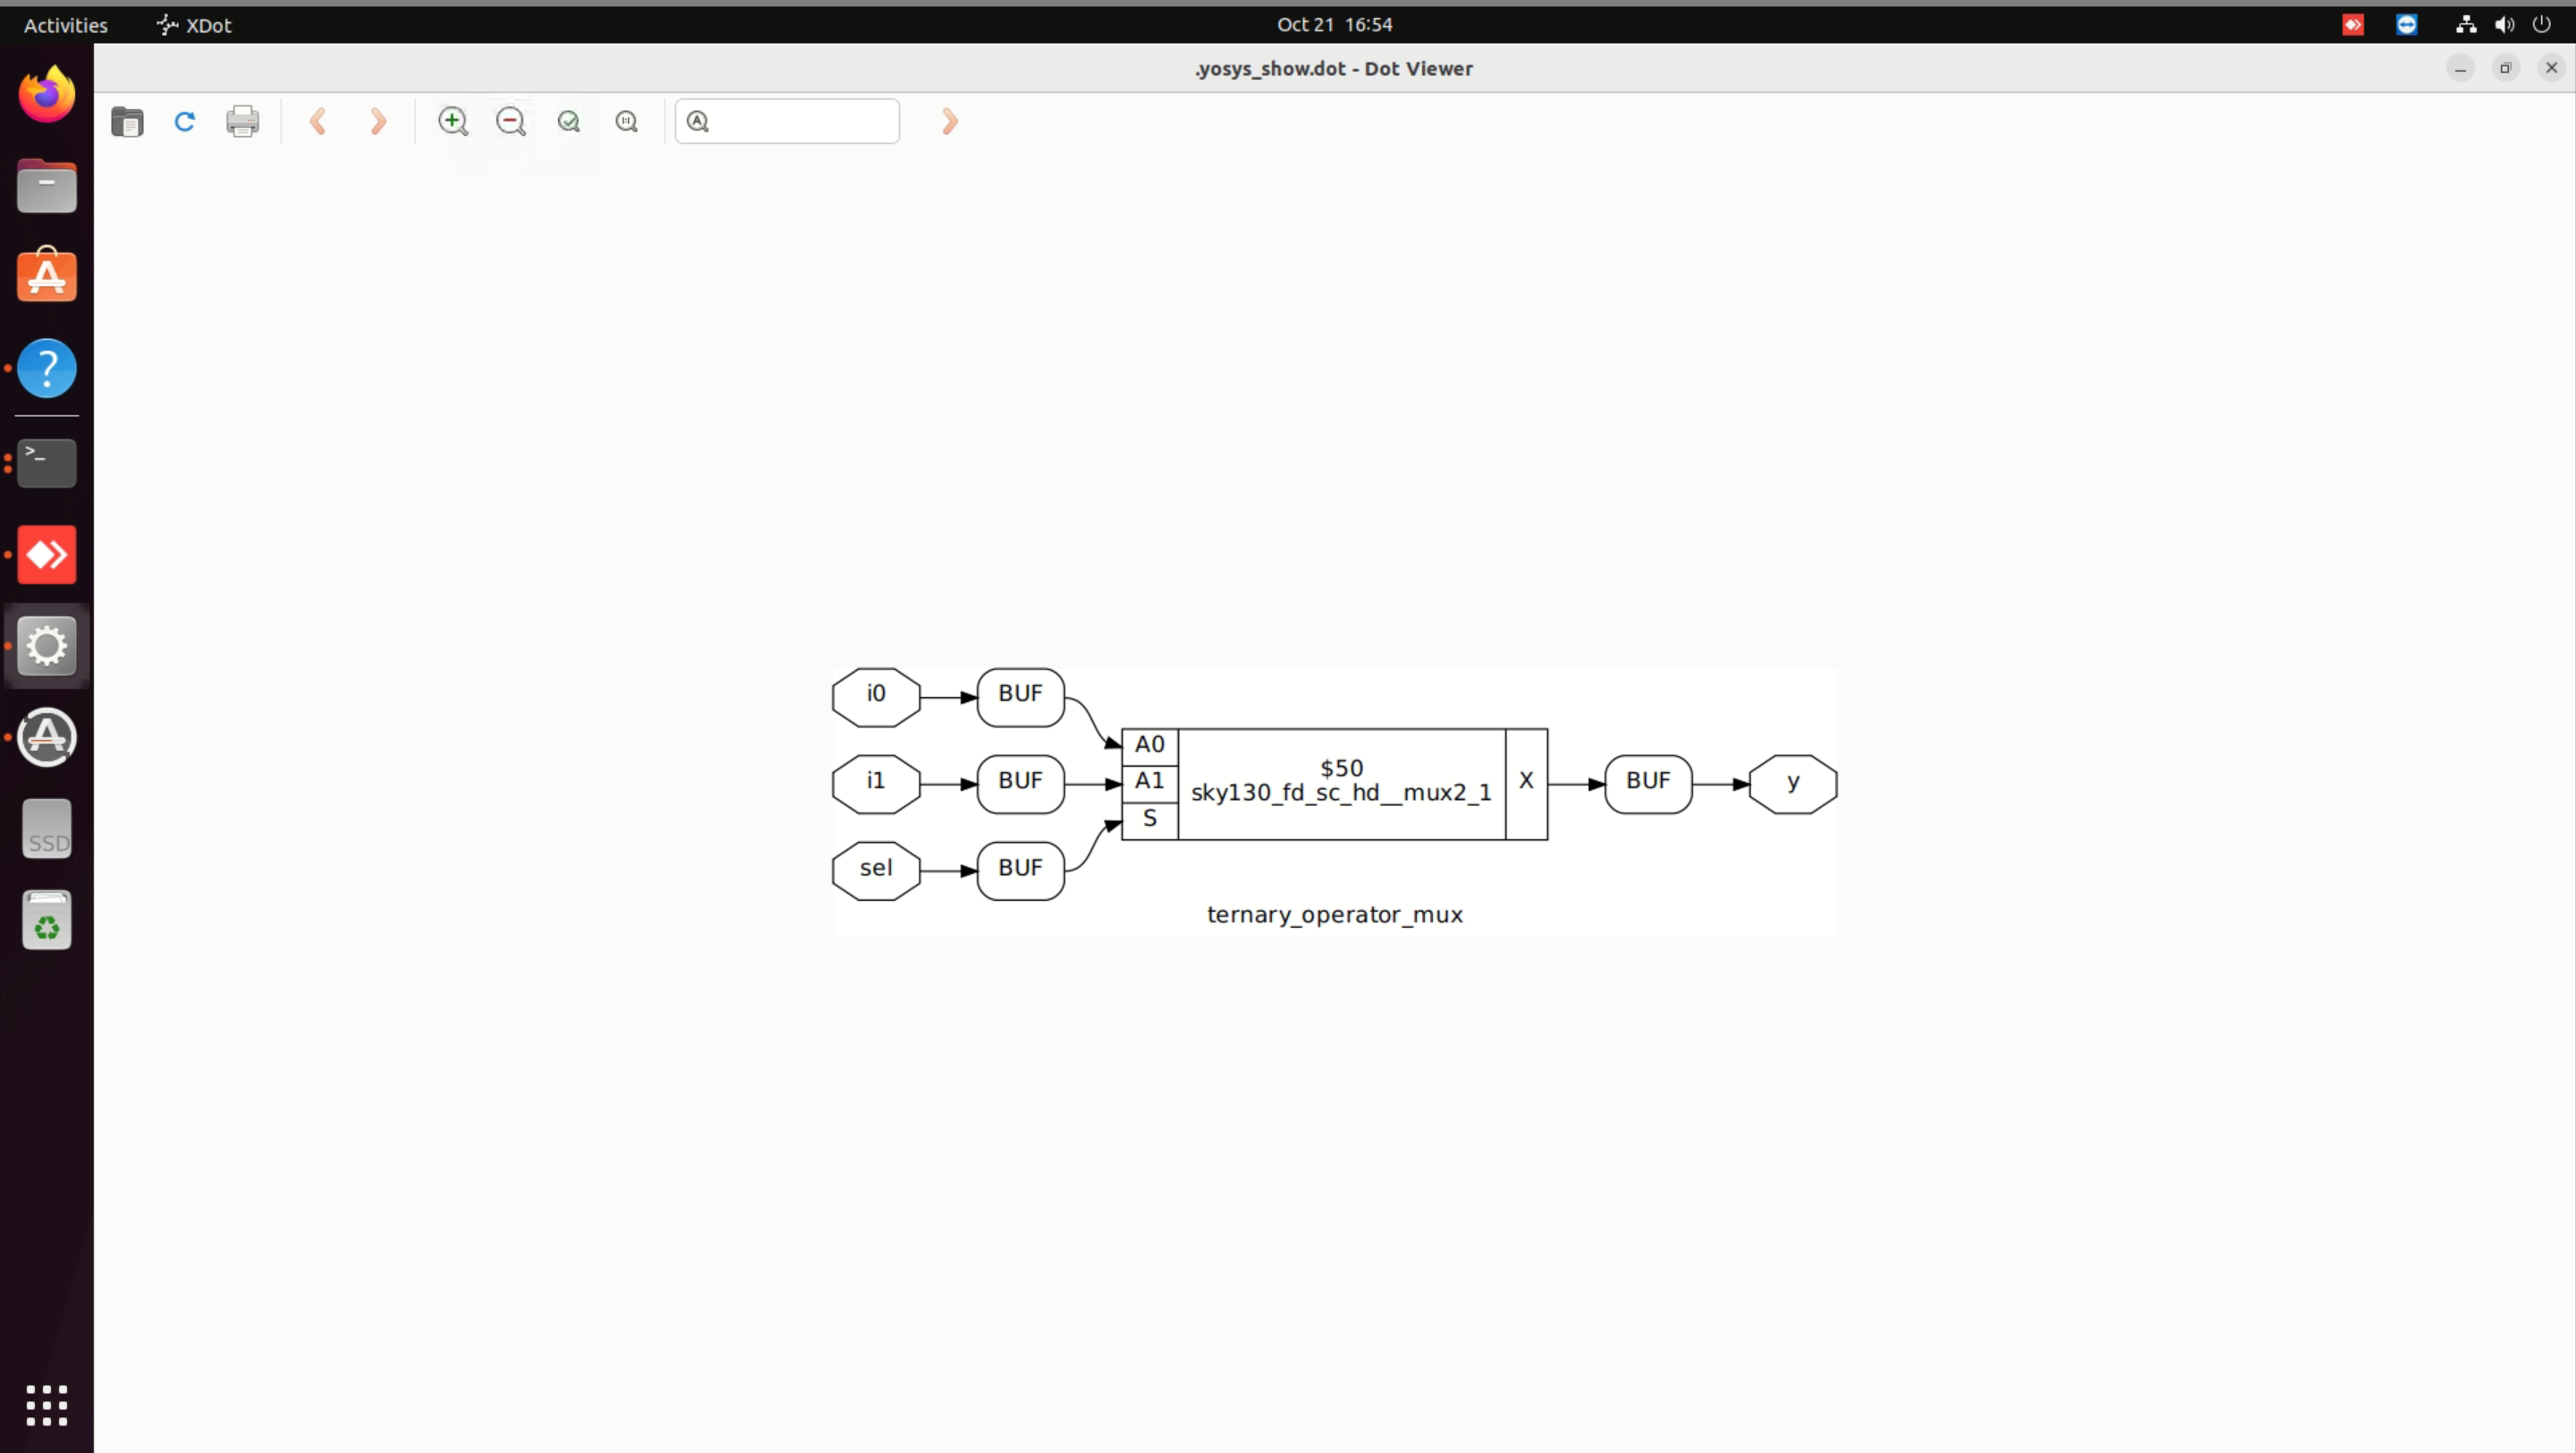 Activities
XDot
Oct 21 16:54
.yosys_show.dot - Dot Viewer
i0
BUF
A0
i1
BUF
A1
$50
sky130_fd_sc_hd__mux2_1
X
BUF
y
S
sel
BUF
ternary_operator_mux
SSD